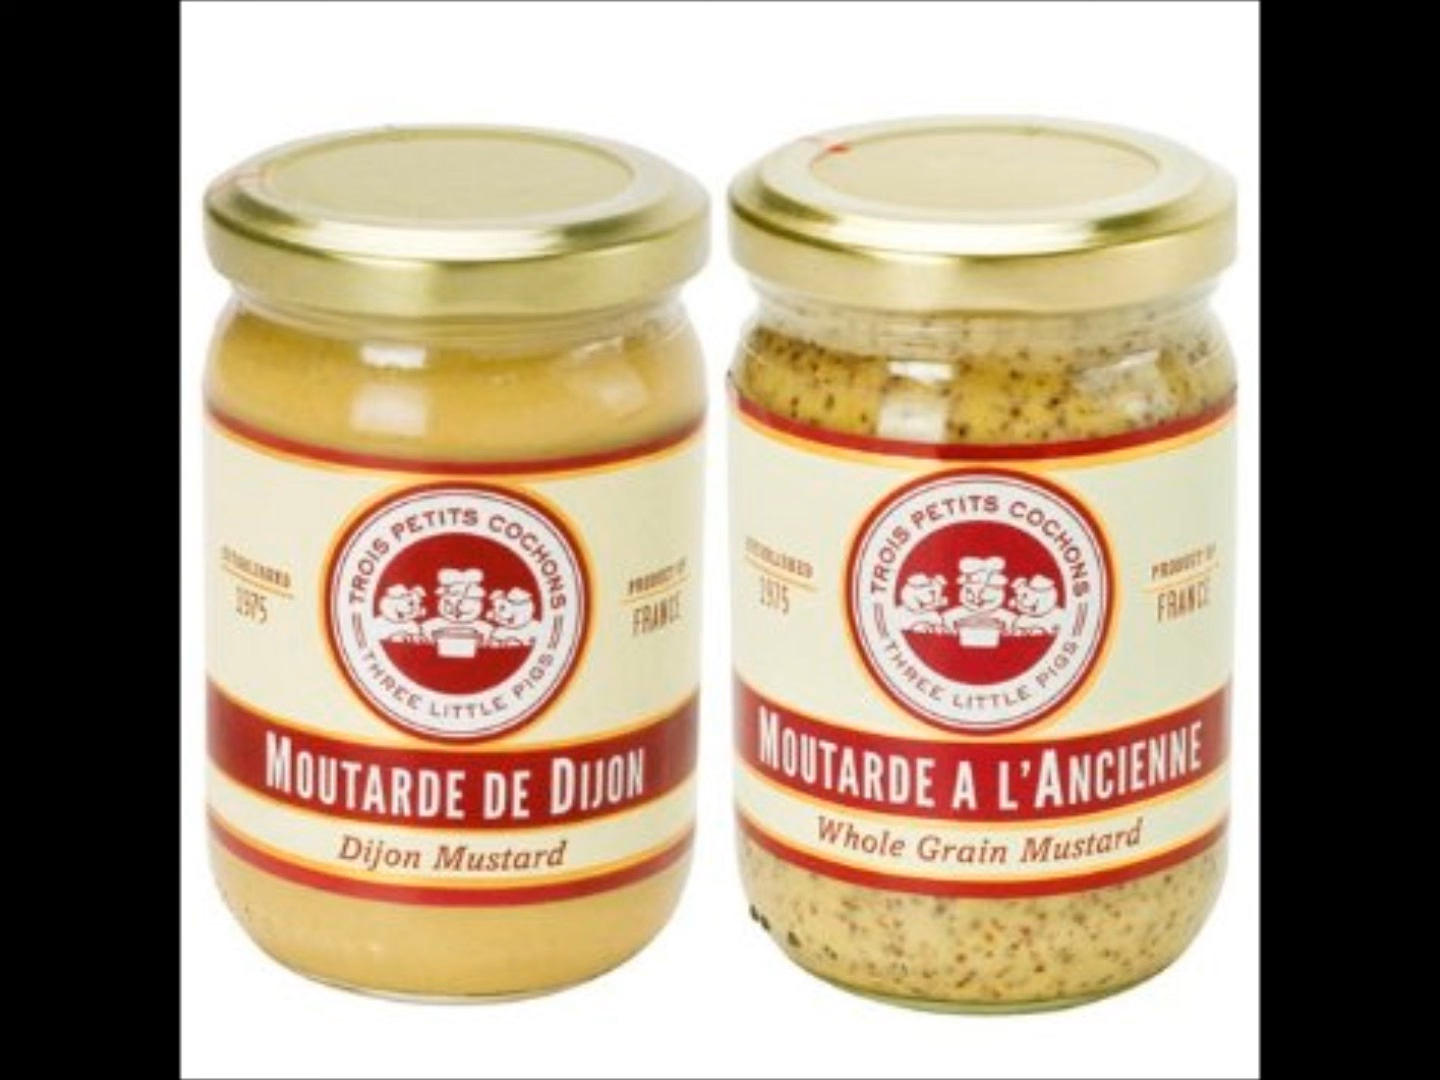 TROIS PETITS COCHONS
THREE LITTLE PIGS
ESTABLISHED
1975
PRODUCT OF
FRANCE
MOUTARDE DE DIJON
Dijon Mustard
TROIS PETITS COCHONS
THREE LITTLE PIGS
ESTABLISHED
1975
PRODUCT OF
FRANCE
MOUTARDE A L'ANCIENNE
Whole Grain Mustard